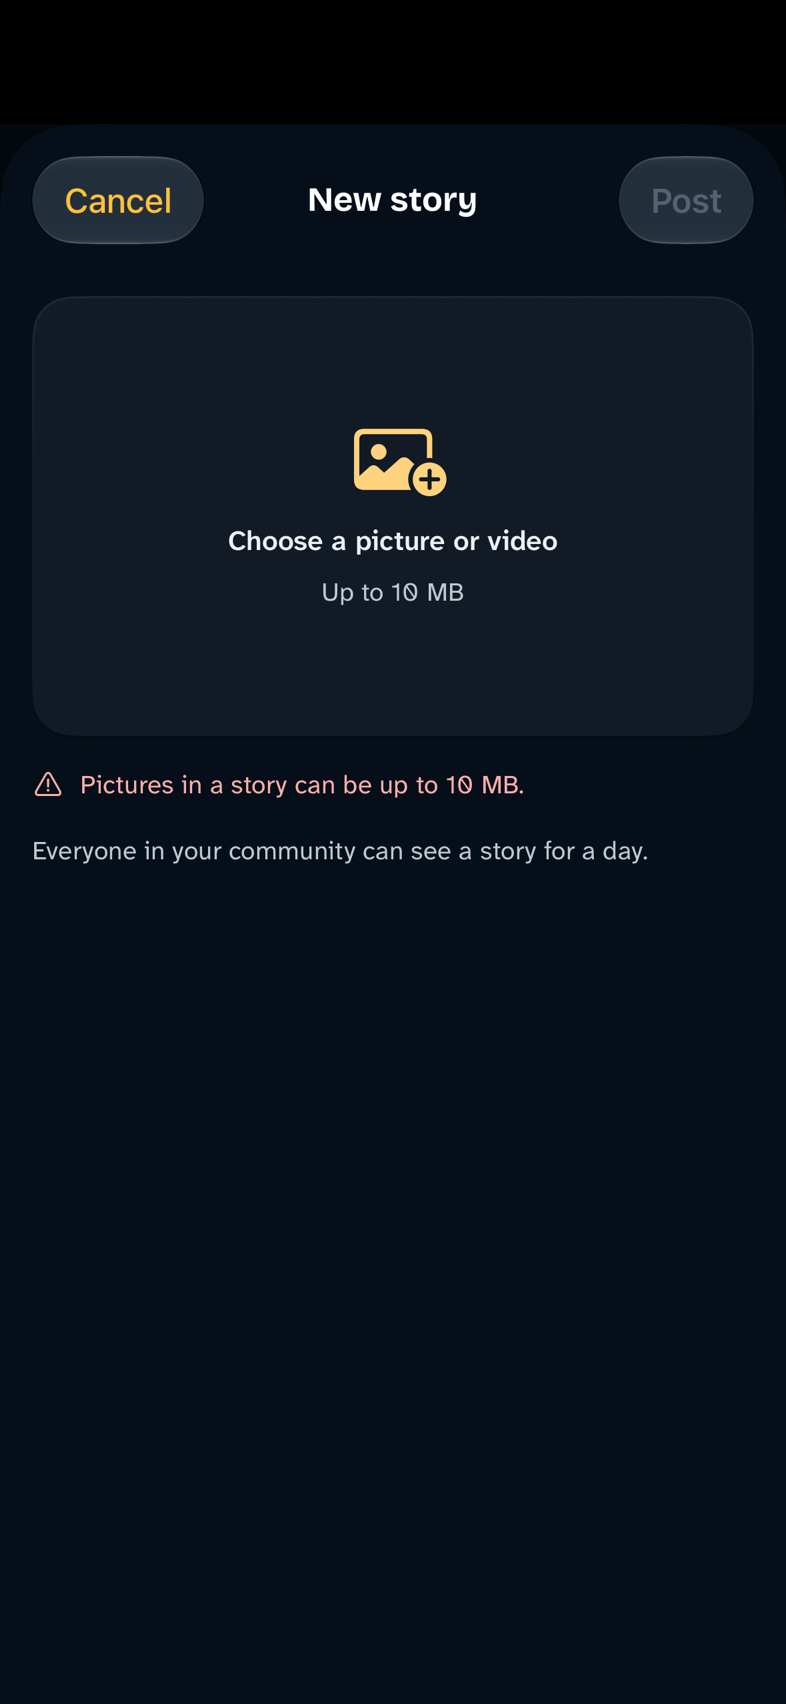 Cancel
New story
Post
Choose a picture or video
Up to 10 MB
Pictures in a story can be up to 10 MB.
Everyone in your community can see a story for a day.